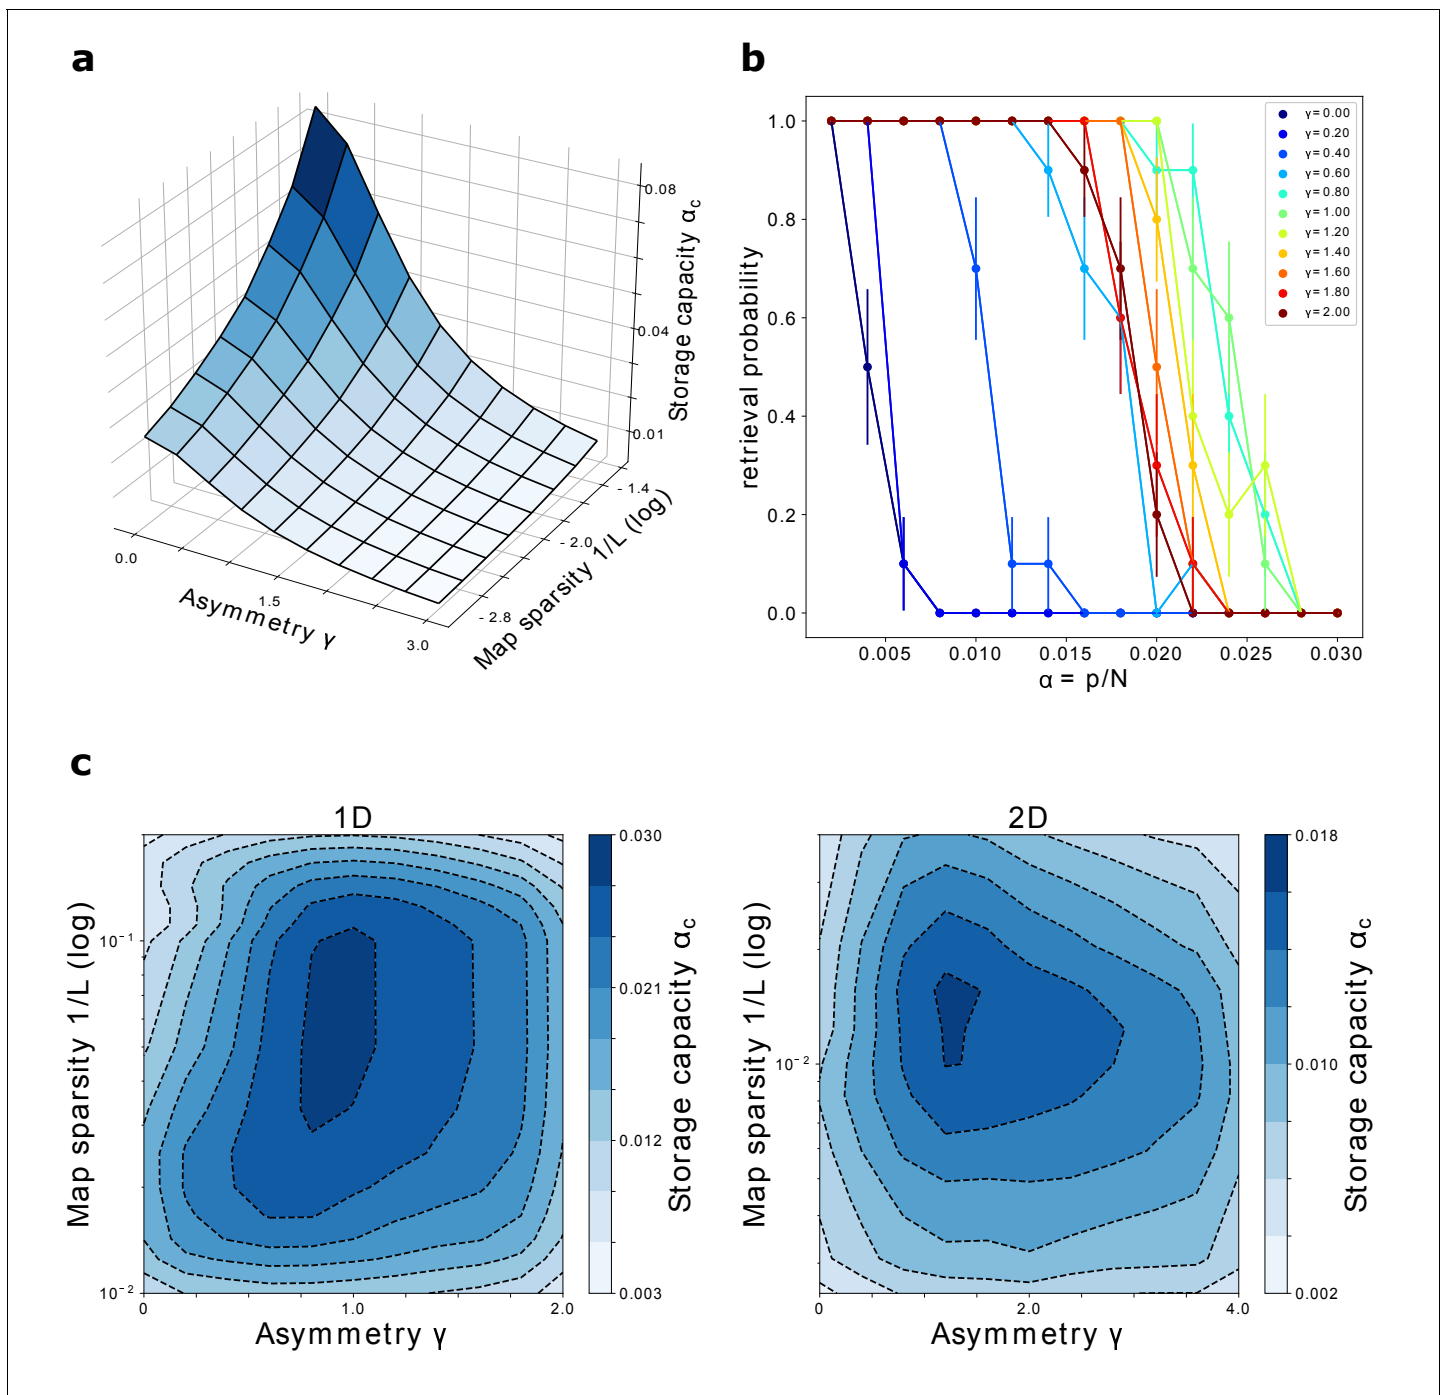 a
0.08
0.04
0.01
Storage capacity αc
- 1.4
- 2.0
- 2.8
Map sparsity 1/L (log)
0.0
1.5
3.0
Asymmetry γ
b
1.0
0.8
0.6
0.4
0.2
0.0
retrieval probability
0.005 0.010 0.015 0.020 0.025 0.030
α = p/N
γ= 0.00
γ= 0.20
γ= 0.40
γ= 0.60
γ= 0.80
γ= 1.00
γ= 1.20
γ= 1.40
γ= 1.60
γ= 1.80
γ= 2.00
c
1D
10⁻¹
10⁻²
Map sparsity 1/L (log)
0 1.0 2.0
Asymmetry γ
0.030
0.021
0.012
0.003
Storage capacity αc
2D
10⁻²
Map sparsity 1/L (log)
0 2.0 4.0
Asymmetry γ
0.018
0.010
0.002
Storage capacity αc